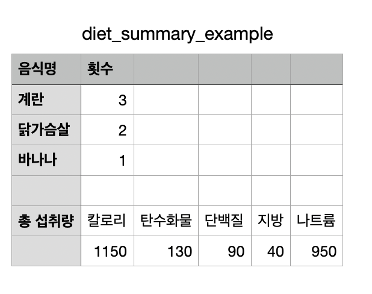 diet_summary_example
음식명 횟수
계란 3
닭가슴살 2
바나나 1
총 섭취량 칼로리 탄수화물 단백질 지방 나트륨
1150 130 90 40 950